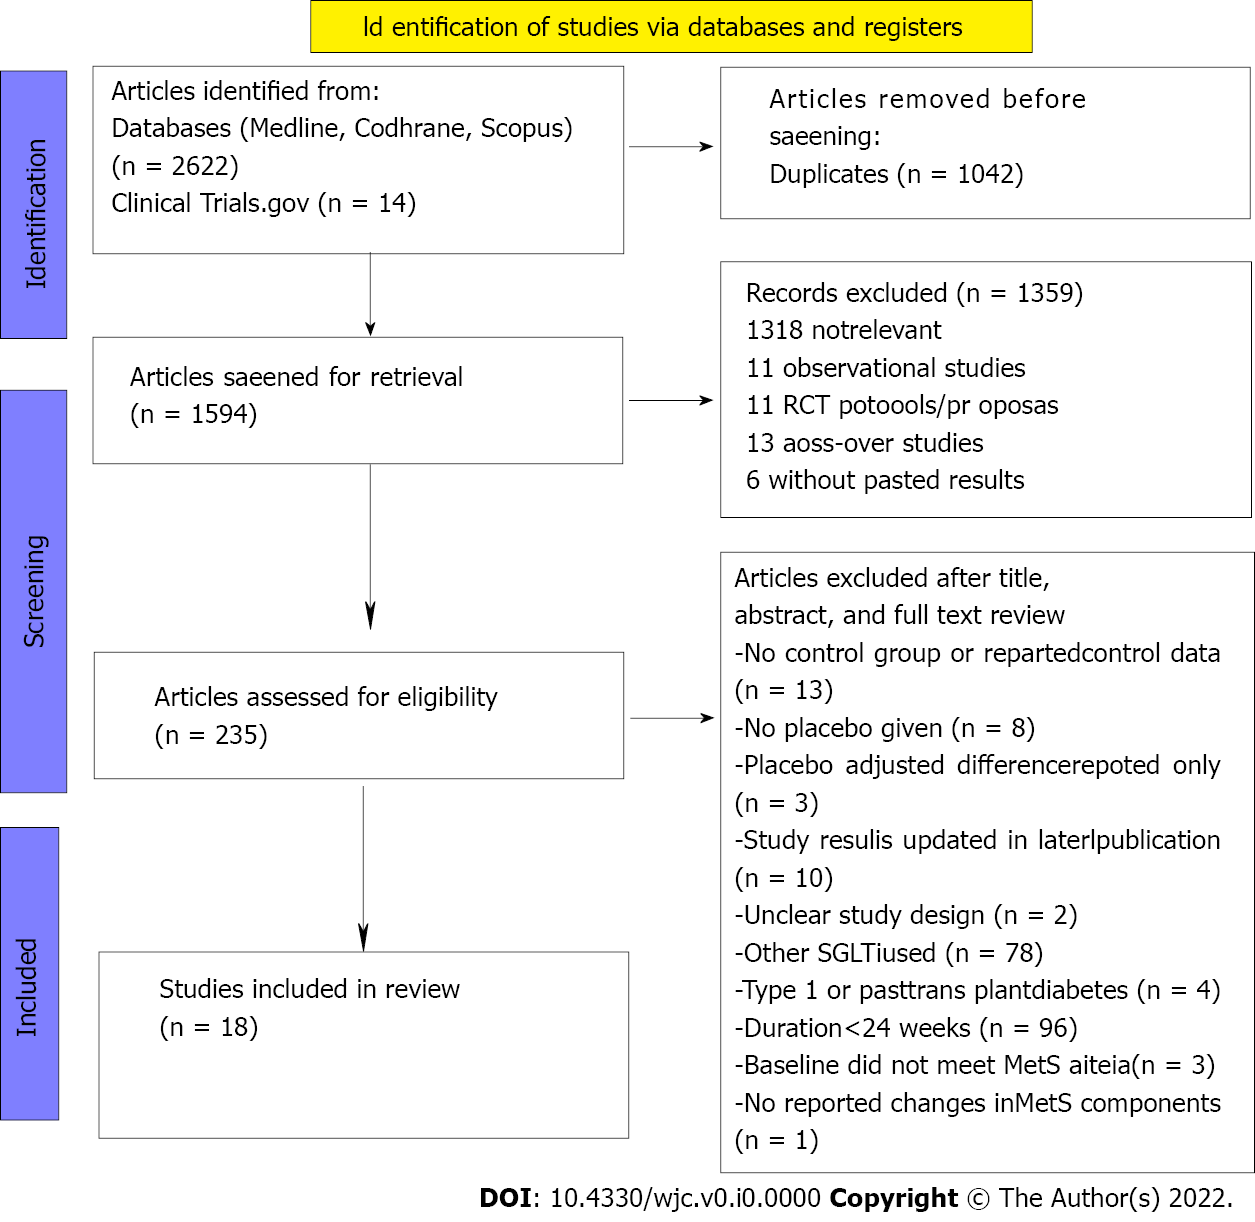 ld entification of studies via databases and registers
Identification
Articles identified from:
Databases (Medline, Codhrane, Scopus)
(n = 2622)
Clinical Trials.gov (n = 14)
Articles removed before
saeening:
Duplicates (n = 1042)
Screening
Articles saeened for retrieval
(n = 1594)
Records excluded (n = 1359)
1318 notrelevant
11 observational studies
11 RCT potoools/pr oposas
13 aoss-over studies
6 without pasted results
Articles assessed for eligibility
(n = 235)
Articles excluded after title,
abstract, and full text review
-No control group or repartedcontrol data
(n = 13)
-No placebo given (n = 8)
-Placebo adjusted differencerepoted only
(n = 3)
-Study resulis updated in laterlpublication
(n = 10)
-Unclear study design (n = 2)
-Other SGLTiused (n = 78)
-Type 1 or pasttrans plantdiabetes (n = 4)
-Duration<24 weeks (n = 96)
-Baseline did not meet MetS aiteia(n = 3)
-No reported changes inMetS components
(n = 1)
Included
Studies included in review
(n = 18)
DOI: 10.4330/wjc.v0.i0.0000 Copyright © The Author(s) 2022.